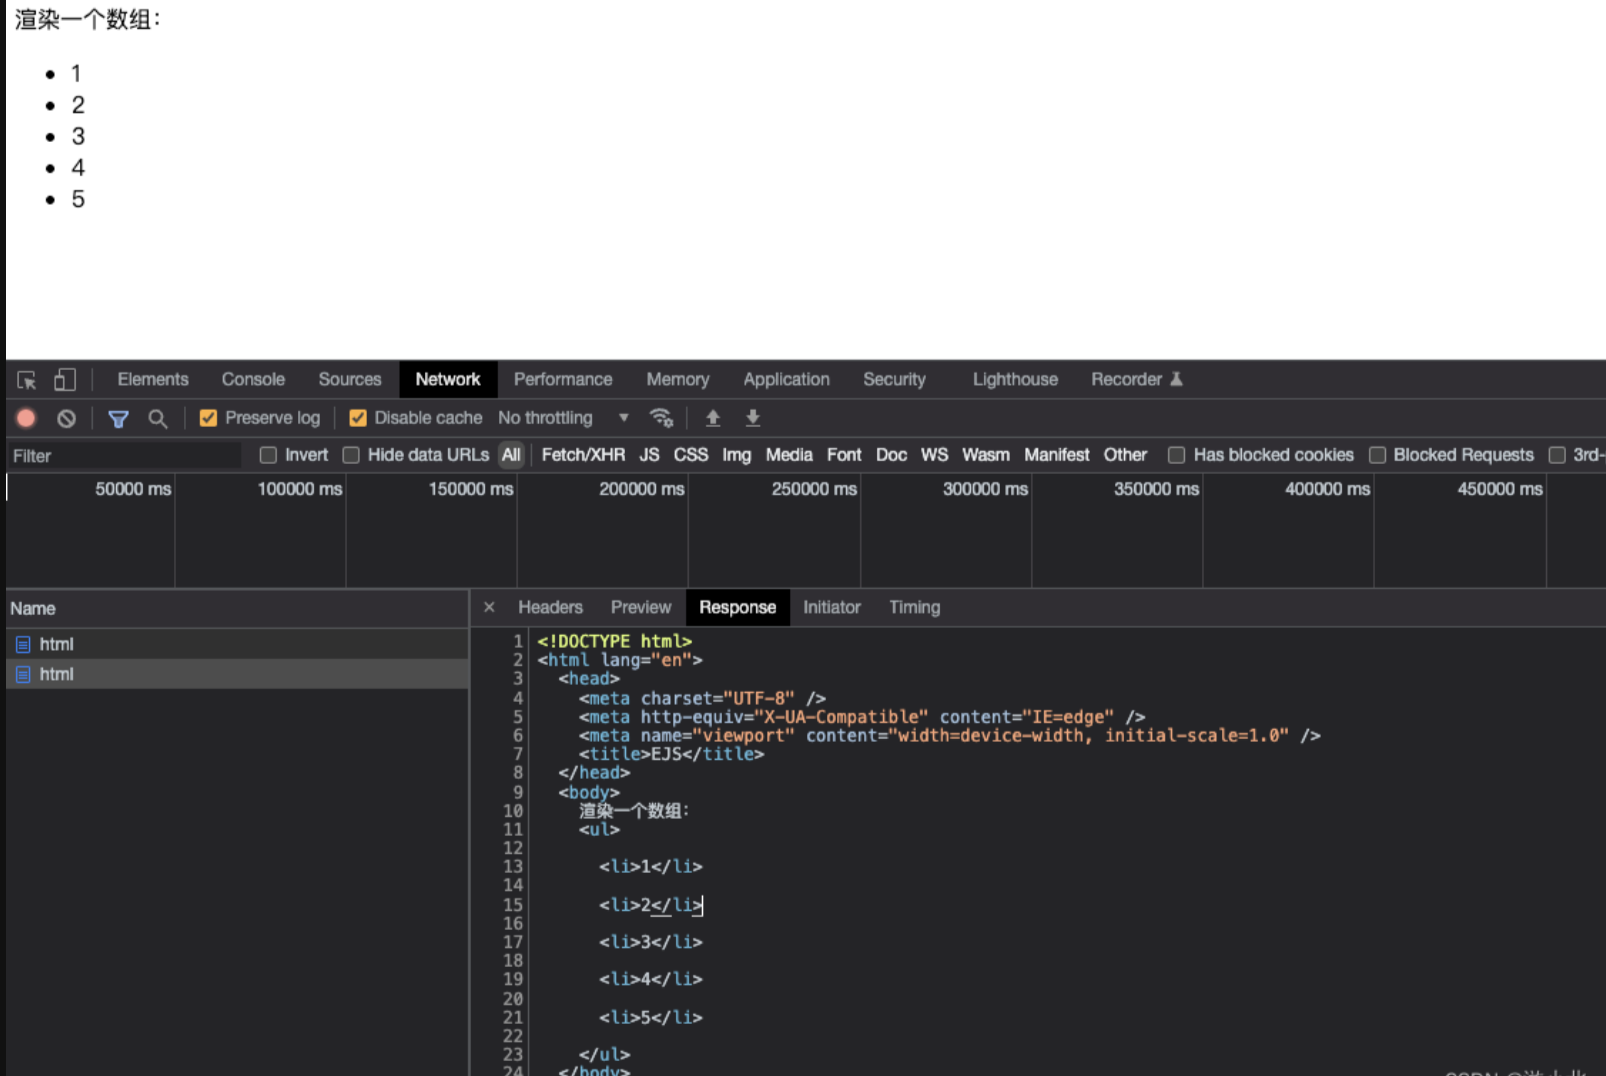 渲染一个数组：
1
2
3
4
5
Elements Console Sources Network Performance Memory Application Security Lighthouse Recorder
Preserve log Disable cache No throttling
Filter Invert Hide data URLs All Fetch/XHR JS CSS Img Media Font Doc WS Wasm Manifest Other Has blocked cookies Blocked Requests 3rd-
50000 ms 100000 ms 150000 ms 200000 ms 250000 ms 300000 ms 350000 ms 400000 ms 450000 ms
Name
html
html
× Headers Preview Response Initiator Timing
1 <!DOCTYPE html>
2 <html lang="en">
3 <head>
4 <meta charset="UTF-8" />
5 <meta http-equiv="X-UA-Compatible" content="IE=edge" />
6 <meta name="viewport" content="width=device-width, initial-scale=1.0" />
7 <title>EJS</title>
8 </head>
9 <body>
10 渲染一个数组：
11 <ul>
12
13 <li>1</li>
14
15 <li>2</li>
16
17 <li>3</li>
18
19 <li>4</li>
20
21 <li>5</li>
22
23 </ul>
24 </body>